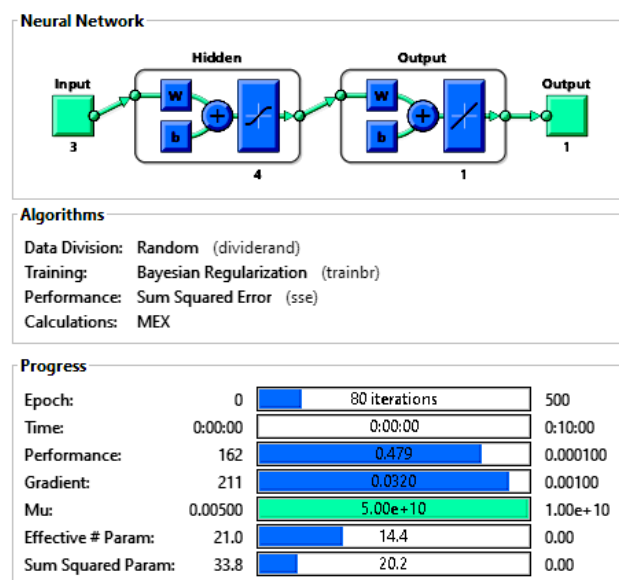 Neural Network
Hidden Output
Input W b + W b + Output
3 4 1 1
Algorithms
Data Division: Random (dividerand)
Training: Bayesian Regularization (trainbr)
Performance: Sum Squared Error (sse)
Calculations: MEX
Progress
Epoch: 0 80 iterations 500
Time: 0:00:00 0:00:00 0:10:00
Performance: 162 0.479 0.000100
Gradient: 211 0.0320 0.00100
Mu: 0.00500 5.00e+10 1.00e+10
Effective # Param: 21.0 14.4 0.00
Sum Squared Param: 33.8 20.2 0.00